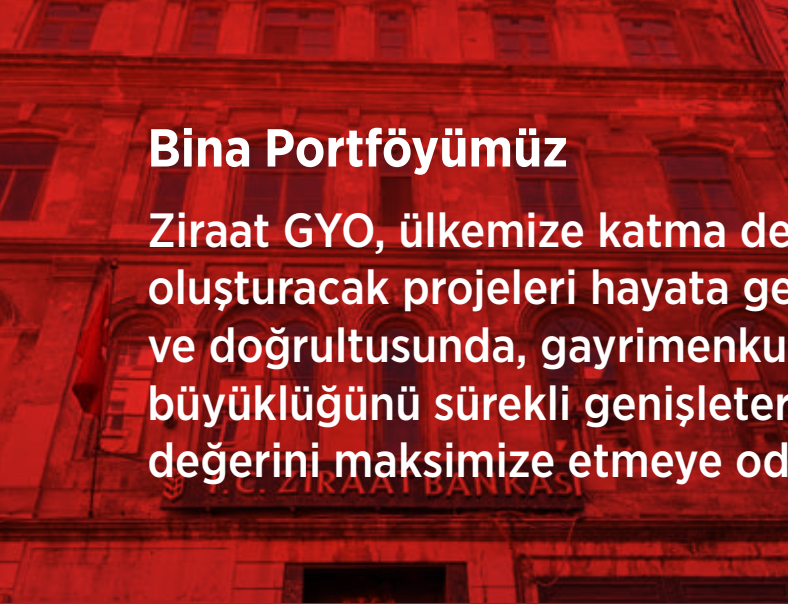 Bina Portföyümüz
Ziraat GYO, ülkemize katma de
oluşturacak projeleri hayata ge
ve doğrultusunda, gayrimenku
büyüklüğünü sürekli genişleter
değerini maksimize etmeye od
T.C. ZİRAAT BANKASI